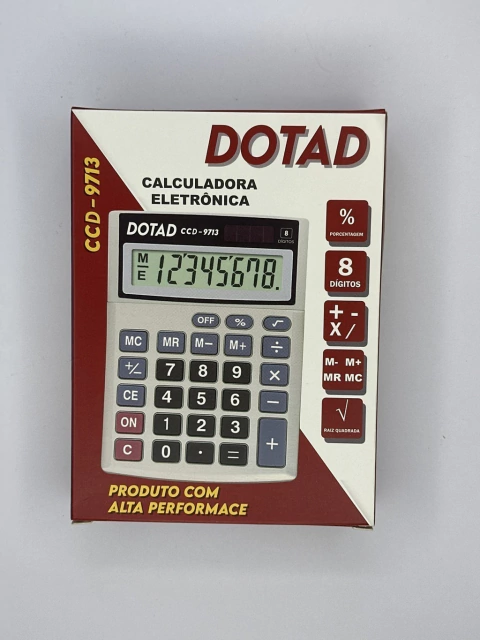 DOTAD
CCD-9713
CALCULADORA
ELETRÔNICA
DOTAD CCD-9713
8
DÍGITOS
M
E
12345678.
OFF % √
MC MR M- M+ ÷
+/- 7 8 9 X
CE 4 5 6 -
ON 1 2 3 +
C 0 . =
%
PORCENTAGEM
8
DÍGITOS
+ -
X /
M- M+
MR MC
√
RAIZ QUADRADA
PRODUTO COM
ALTA PERFORMACE